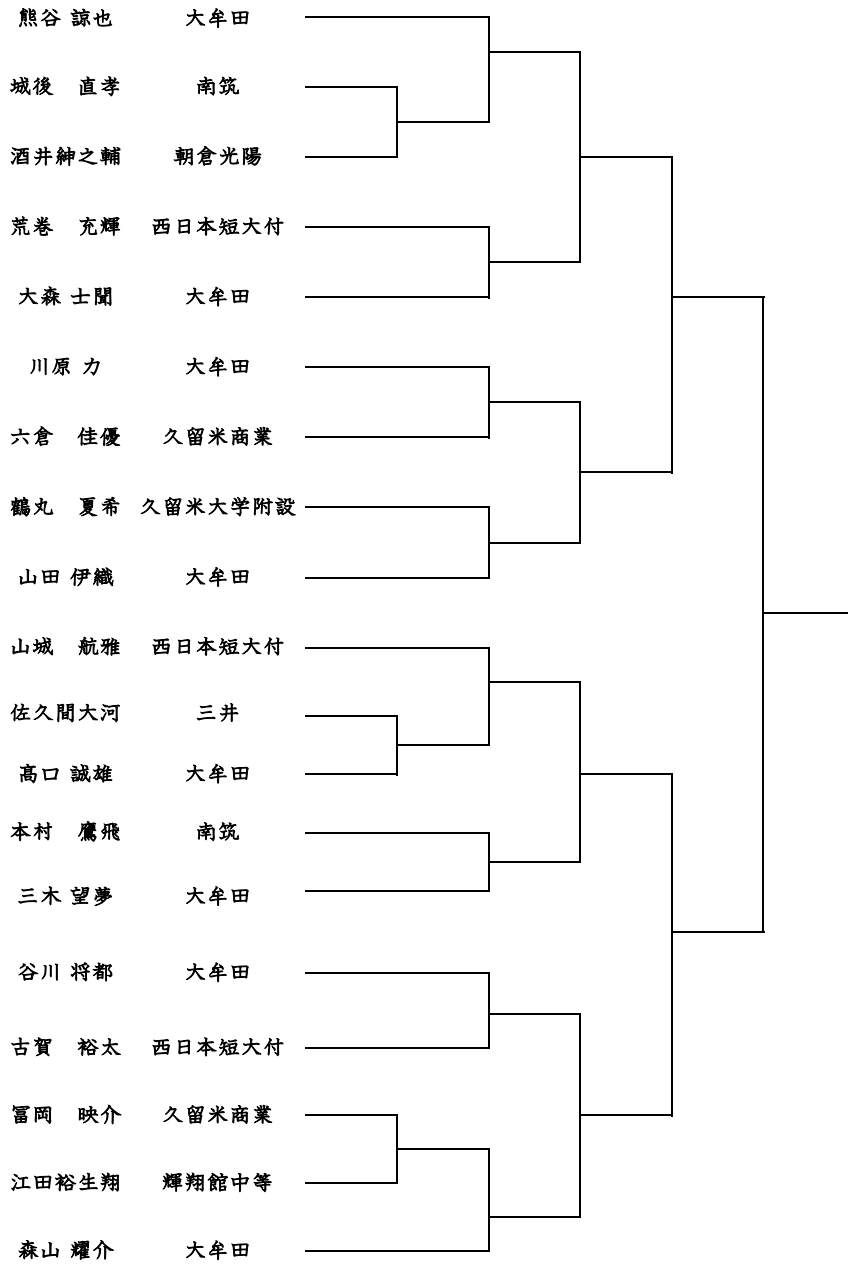 熊谷 諒也 大牟田
城後 直孝 南筑
酒井紳之輔 朝倉光陽
荒巻 充輝 西日本短大付
大森 士聞 大牟田
川原 力 大牟田
六倉 佳優 久留米商業
鶴丸 夏希 久留米大学附設
山田 伊織 大牟田
山城 航雅 西日本短大付
佐久間大河 三井
髙口 誠雄 大牟田
本村 鷹飛 南筑
三木 望夢 大牟田
谷川 将都 大牟田
古賀 裕太 西日本短大付
冨岡 映介 久留米商業
江田裕生翔 輝翔館中等
森山 耀介 大牟田